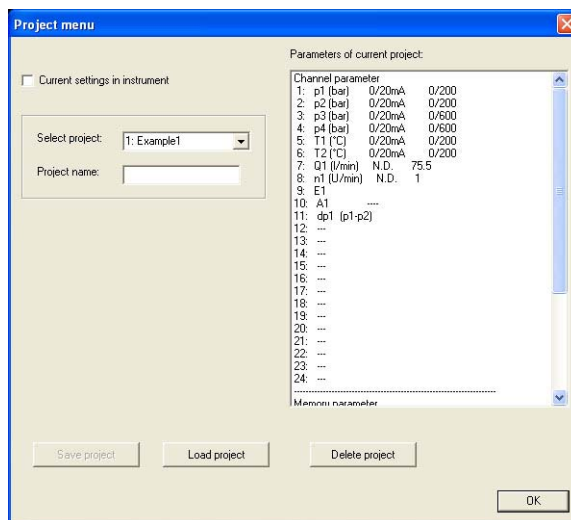 Project menu
Current settings in instrument
Select project: 1: Example1
Project name:
Parameters of current project:
Channel parameter
1: p1 (bar) 0/20mA 0/200
2: p2 (bar) 0/20mA 0/200
3: p3 (bar) 0/20mA 0/600
4: p4 (bar) 0/20mA 0/600
5: T1 (°C) 0/20mA 0/200
6: T2 (°C) 0/20mA 0/200
7: Q1 (l/min) N.D. 75.5
8: n1 (U/min) N.D. 1
9: E1
10: A1 ----
11: dp1 (p1-p2)
12: ---
13: ---
14: ---
15: ---
16: ---
17: ---
18: ---
19: ---
20: ---
21: ---
22: ---
23: ---
24: ---
Memory parameter
Save project
Load project
Delete project
OK